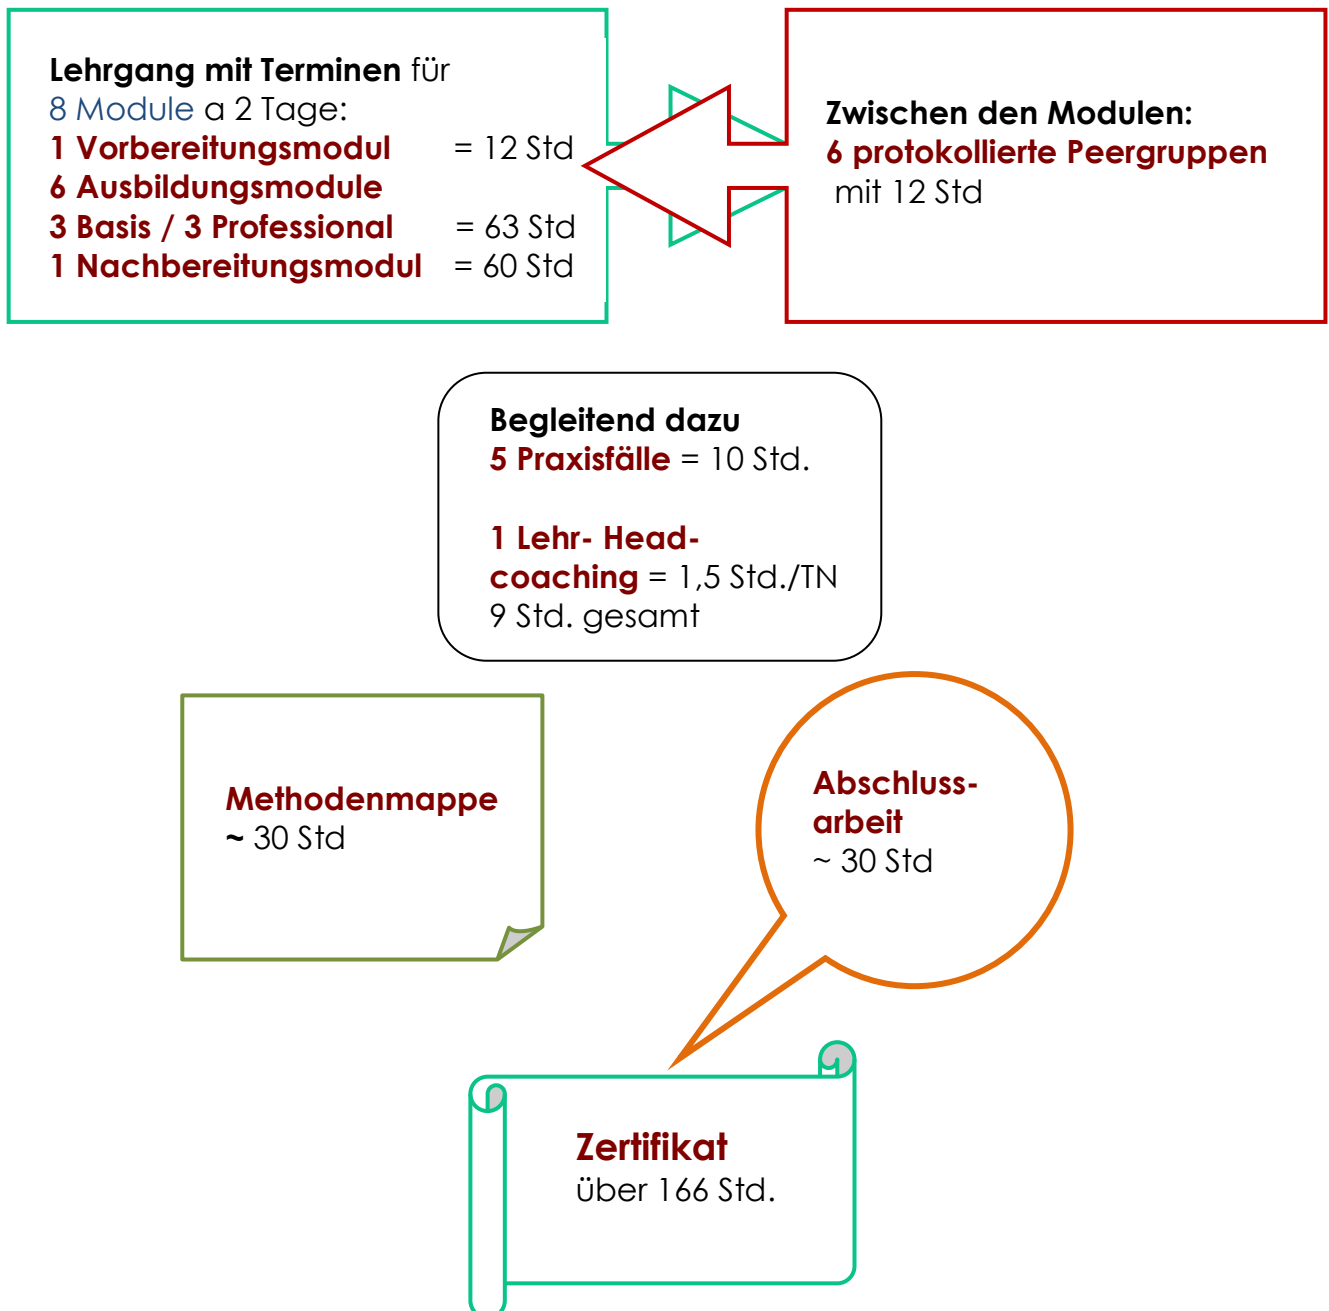 Lehrgang mit Terminen für
8 Module a 2 Tage:
1 Vorbereitungsmodul = 12 Std
6 Ausbildungsmodule
3 Basis / 3 Professional = 63 Std
1 Nachbereitungsmodul = 60 Std
Zwischen den Modulen:
6 protokollierte Peergruppen
mit 12 Std
Begleitend dazu
5 Praxisfälle = 10 Std.
1 Lehr- Head-
coaching = 1,5 Std./TN
9 Std. gesamt
Methodenmappe
~ 30 Std
Abschluss-
arbeit
~ 30 Std
Zertifikat
über 166 Std.